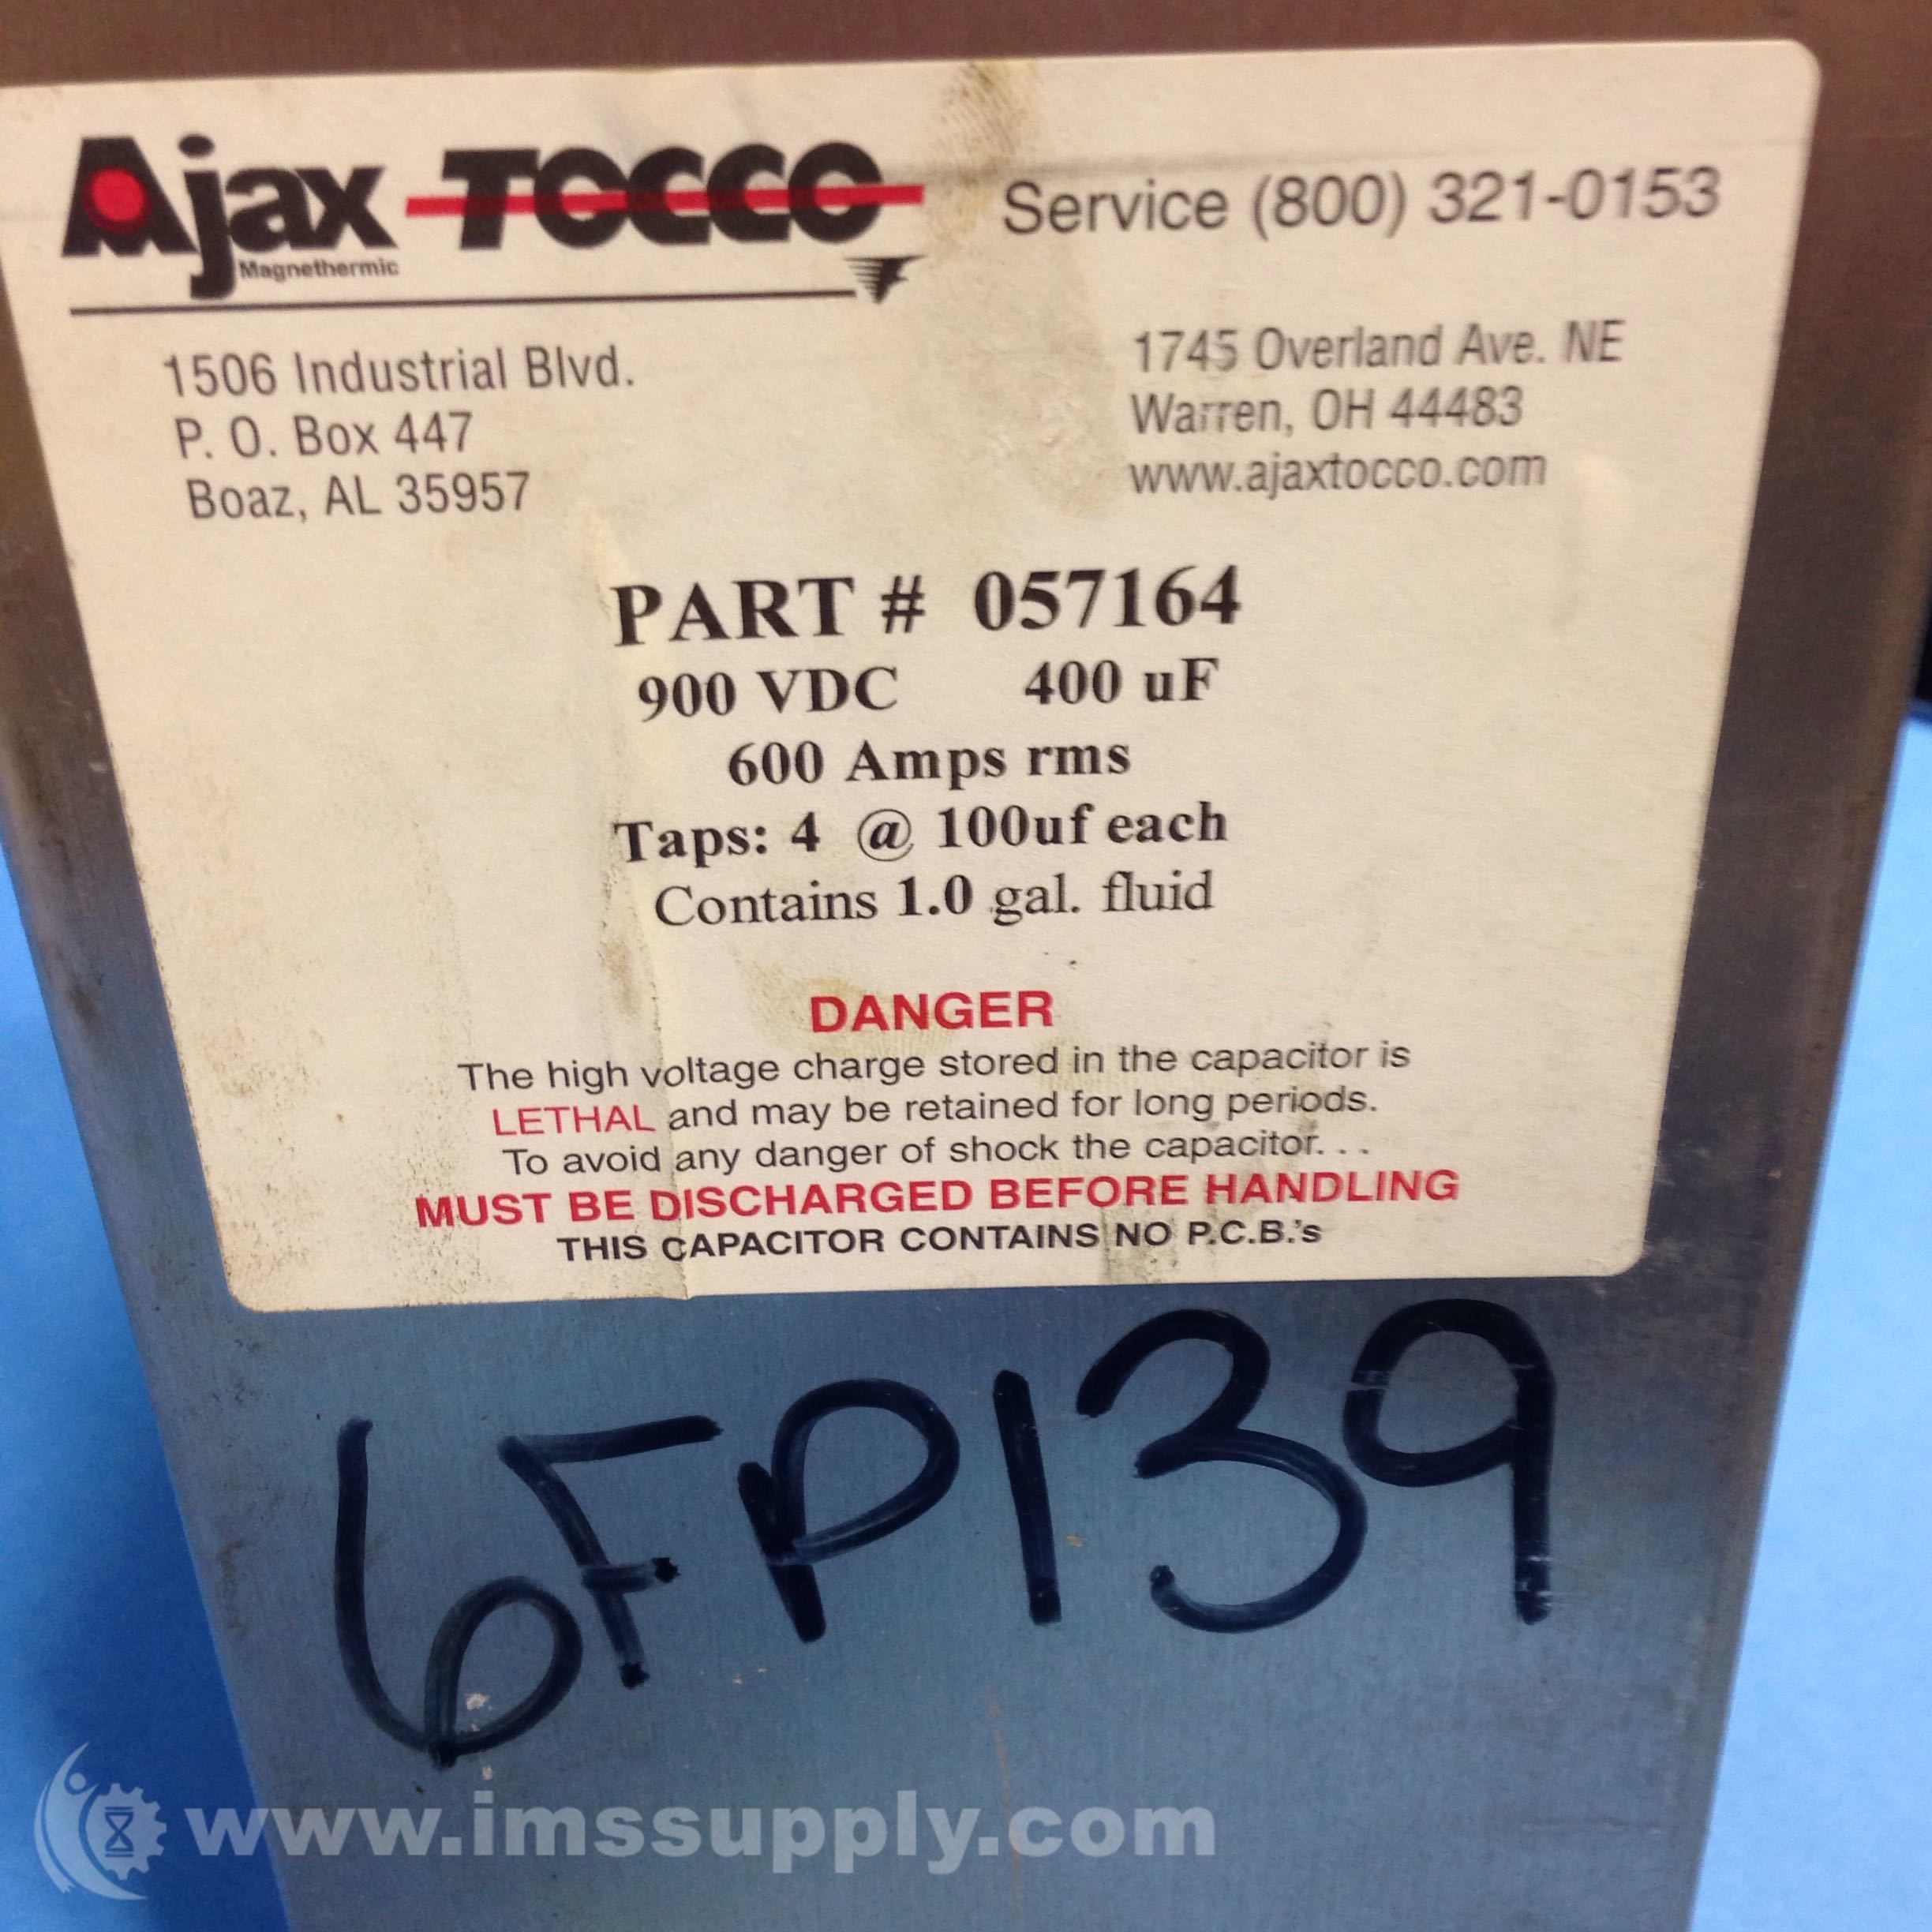 Ajax TOCCO
Magnethermic
Service (800) 321-0153
1506 Industrial Blvd.
P. O. Box 447
Boaz, AL 35957
1745 Overland Ave. NE
Warren, OH 44483
www.ajaxtocco.com
PART # 057164
900 VDC 400 uF
600 Amps rms
Taps: 4 @ 100uf each
Contains 1.0 gal. fluid
DANGER
The high voltage charge stored in the capacitor is
LETHAL and may be retained for long periods.
To avoid any danger of shock the capacitor. . .
MUST BE DISCHARGED BEFORE HANDLING
THIS CAPACITOR CONTAINS NO P.C.B.'s
6FP139
www.imssupply.com